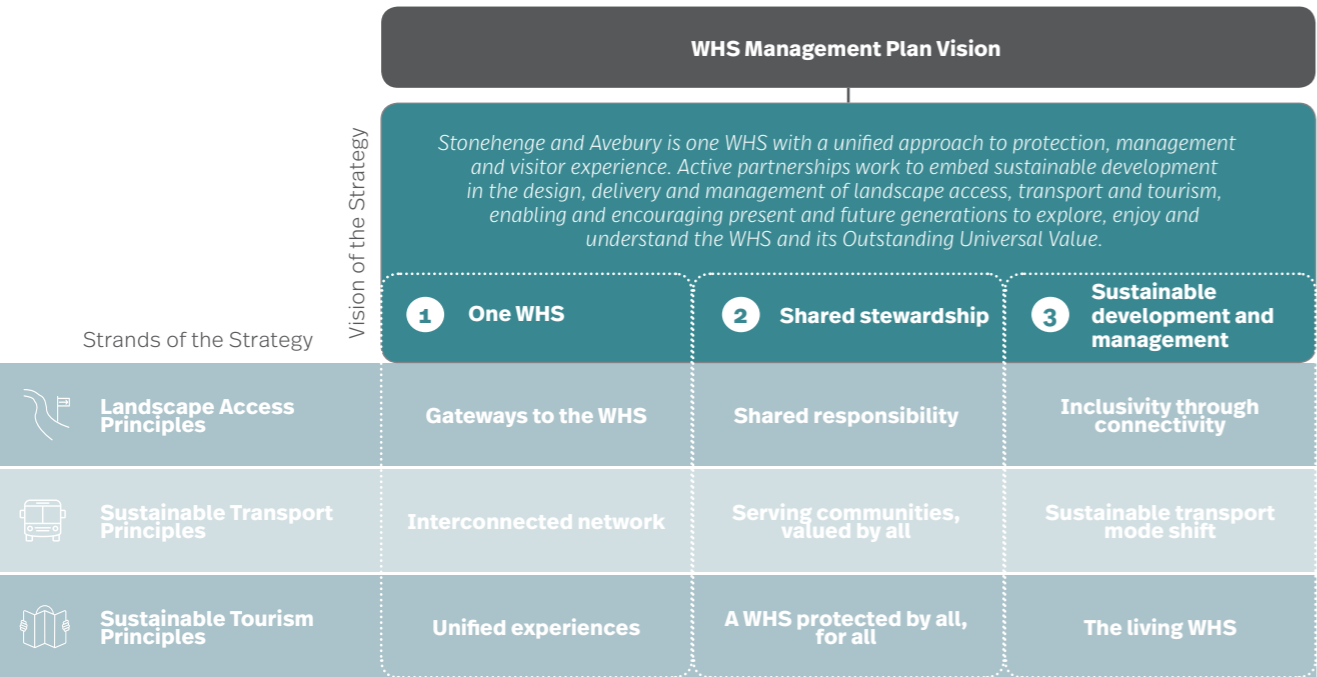 WHS Management Plan Vision
Vision of the Strategy
Stonehenge and Avebury is one WHS with a unified approach to protection, management
and visitor experience. Active partnerships work to embed sustainable development
in the design, delivery and management of landscape access, transport and tourism,
enabling and encouraging present and future generations to explore, enjoy and
understand the WHS and its Outstanding Universal Value.
Strands of the Strategy
1 One WHS
2 Shared stewardship
3 Sustainable
development and
management
Landscape Access
Principles
Gateways to the WHS
Shared responsibility
Inclusivity through
connectivity
Sustainable Transport
Principles
Interconnected network
Serving communities,
valued by all
Sustainable transport
mode shift
Sustainable Tourism
Principles
Unified experiences
A WHS protected by all,
for all
The living WHS